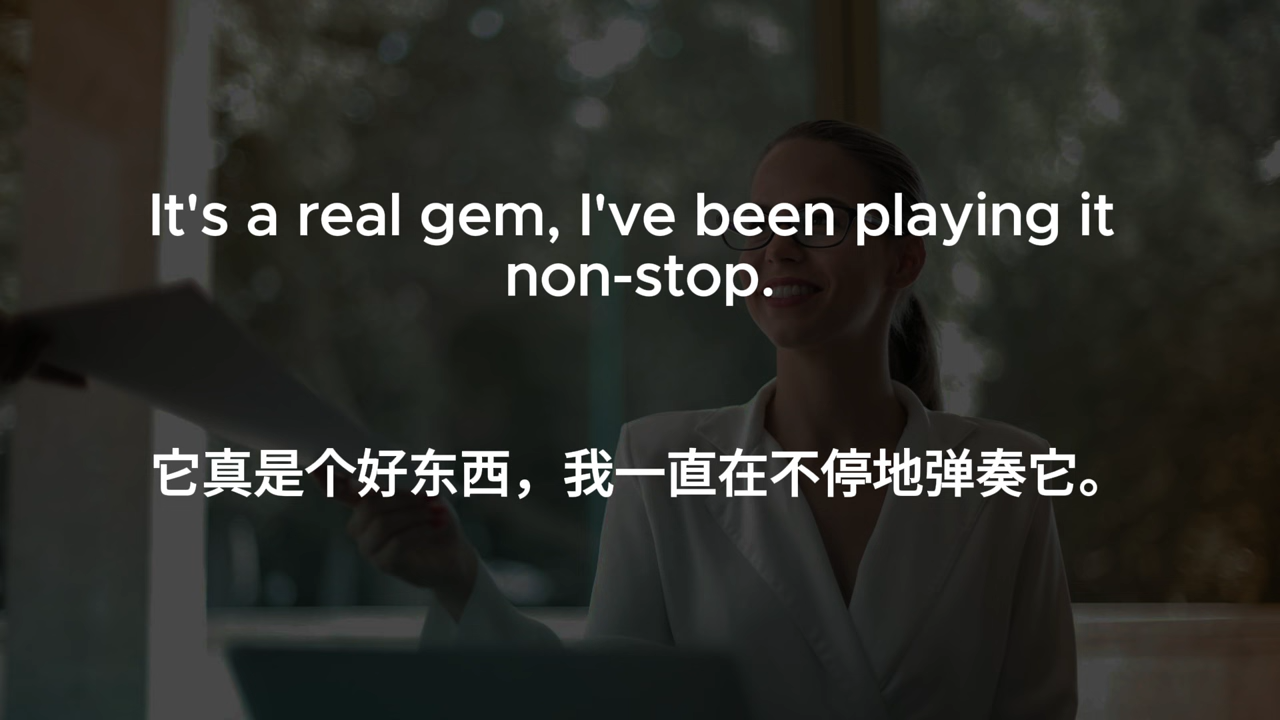 It's a real gem, I've been playing it
non-stop.
它真是个好东西，我一直在不停地弹奏它。